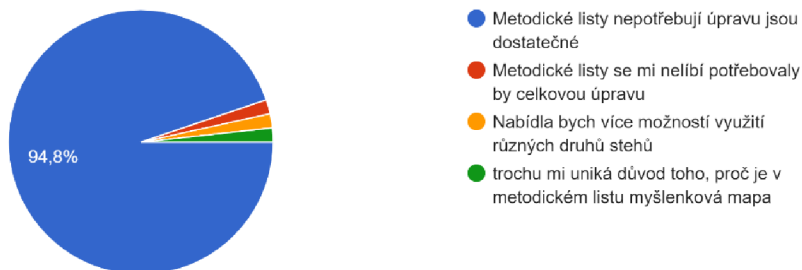 94,8%
Metodické listy nepotřebují úpravu jsou
dostatečné
Metodické listy se mi nelíbí potřebovaly
by celkovou úpravu
Nabídla bych více možností využití
různých druhů stehů
trochu mi uniká důvod toho, proč je v
metodickém listu myšlenková mapa